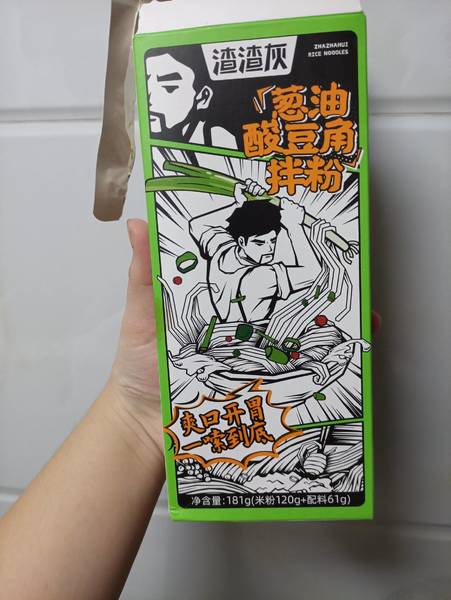 渣渣灰
ZHAZHAHUI
RICE NOODLES
『葱油
酸豆角
拌粉』
爽口开胃
一嗦到底
净含量:181g(米粉120g+配料61g)